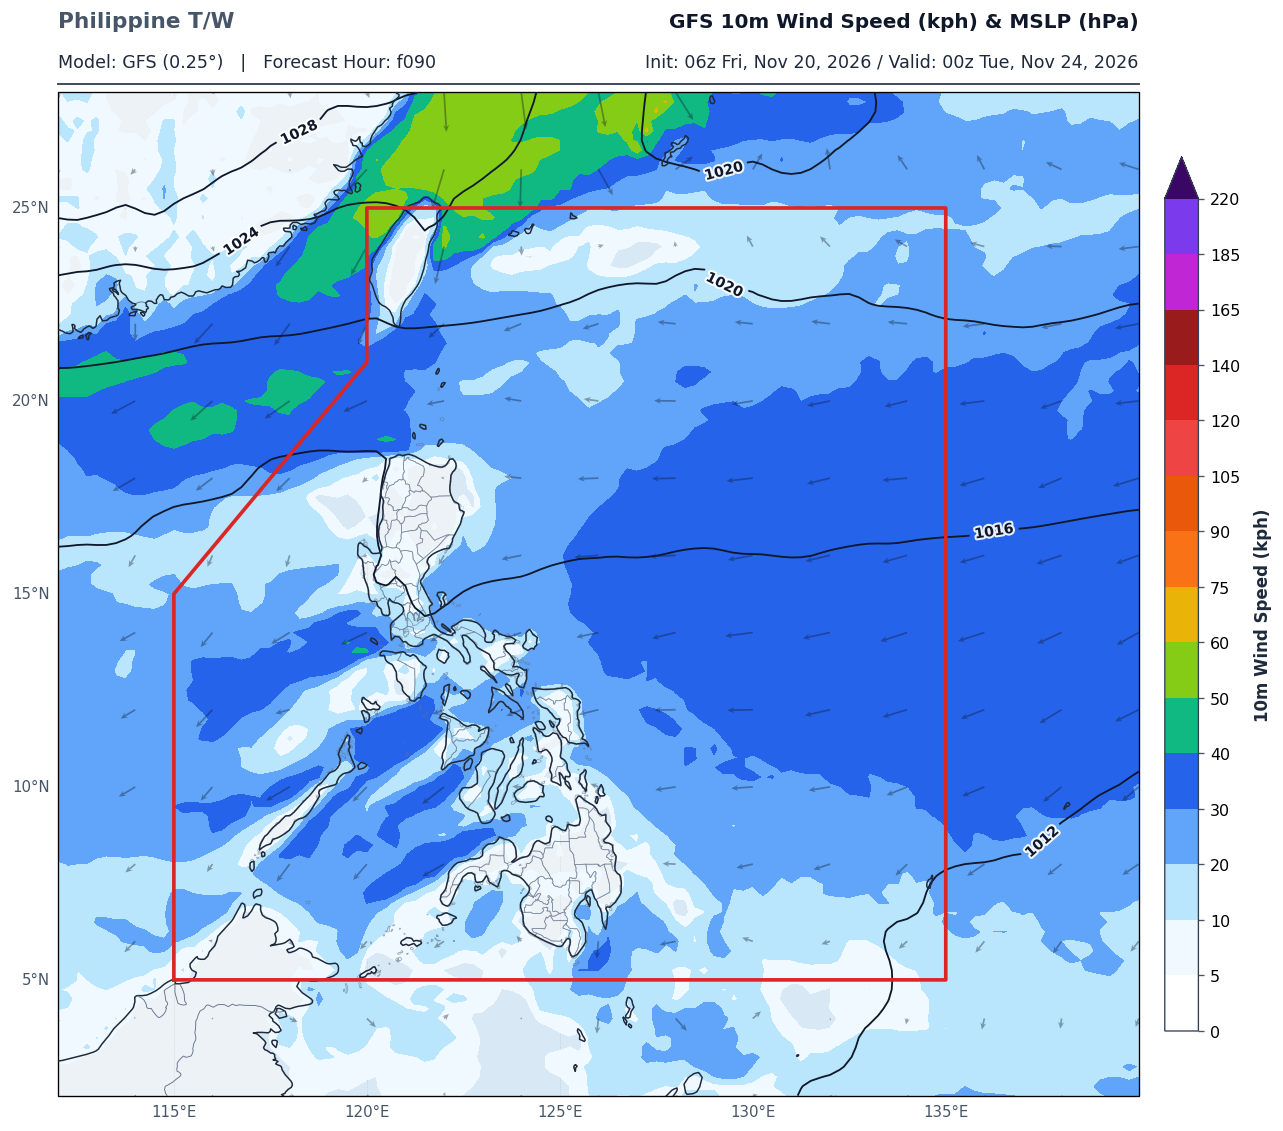 Philippine T/W
GFS 10m Wind Speed (kph) & MSLP (hPa)
Model: GFS (0.25°) | Forecast Hour: f090
Init: 06z Fri, Nov 20, 2026 / Valid: 00z Tue, Nov 24, 2026
1028
1020
1024
1020
1016
1012
25°N
20°N
15°N
10°N
5°N
115°E
120°E
125°E
130°E
135°E
220
185
165
140
120
105
90
75
60
50
40
30
20
10
5
0
10m Wind Speed (kph)